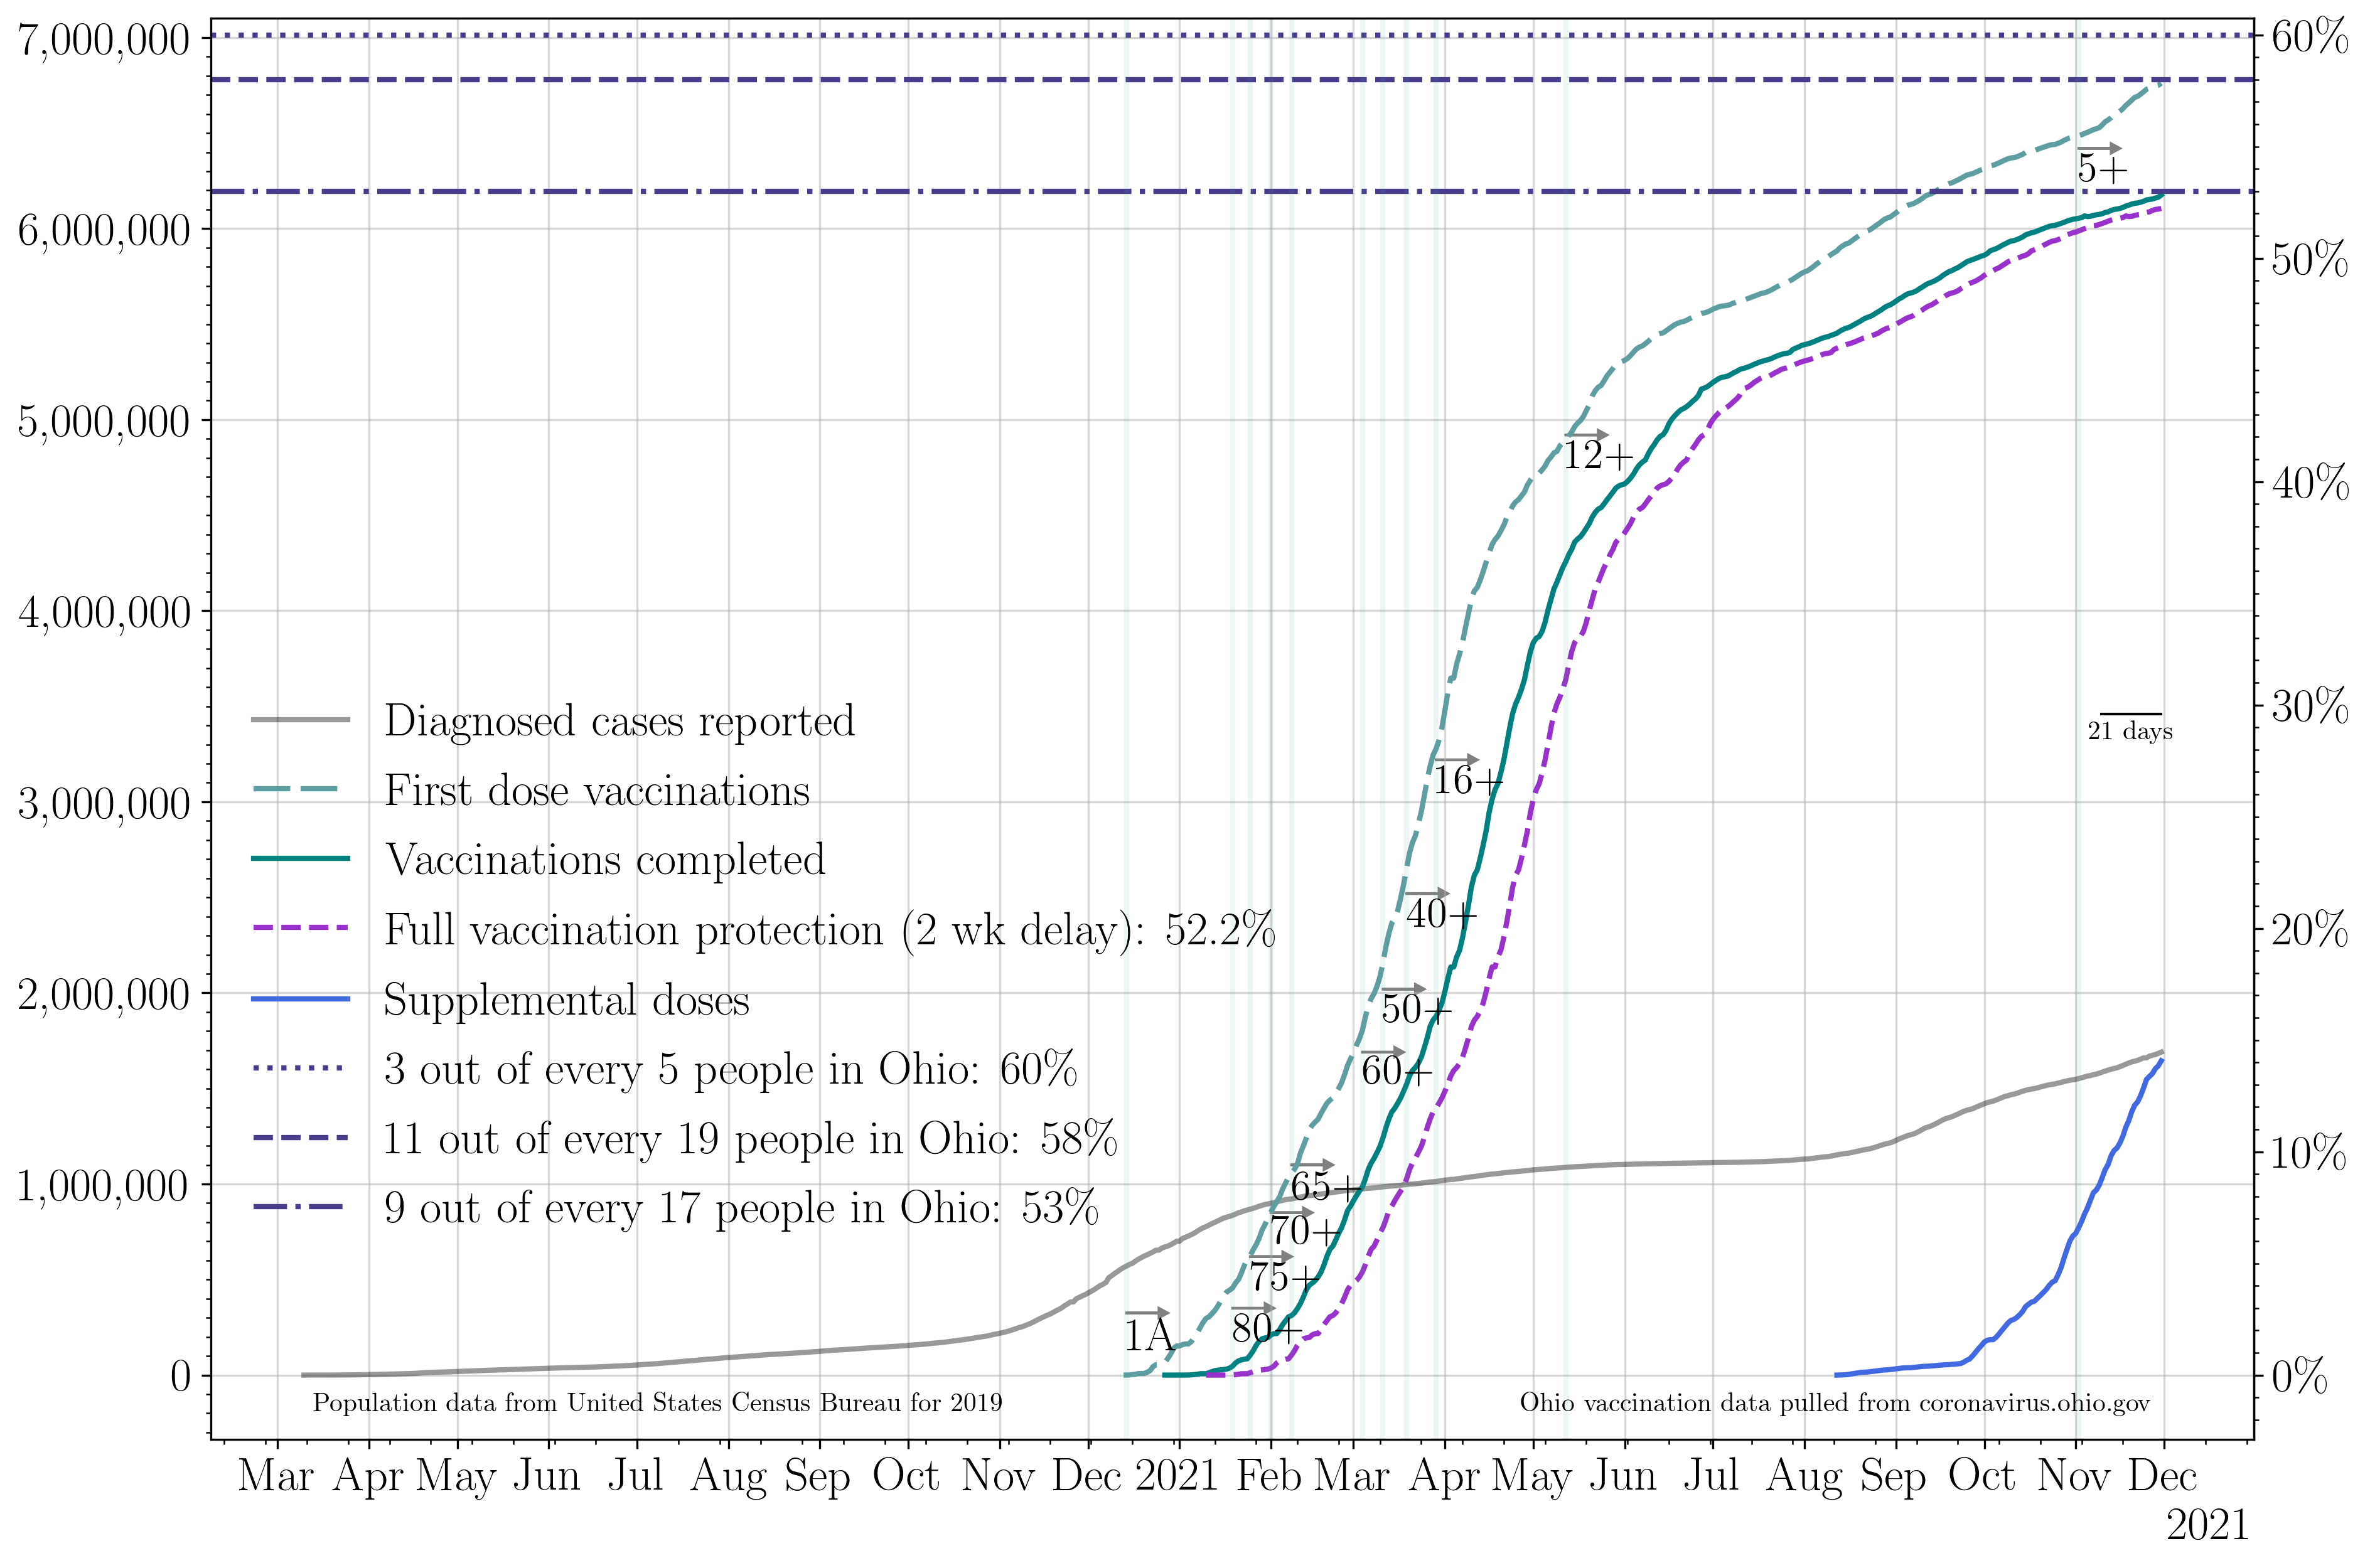 7,000,000
6,000,000
5,000,000
4,000,000
3,000,000
2,000,000
1,000,000
0
60%
50%
40%
30%
20%
10%
0%
5+
12+
16+
40+
50+
60+
65+
70+
75+
80+
1A
21 days
Diagnosed cases reported
First dose vaccinations
Vaccinations completed
Full vaccination protection (2 wk delay): 52.2%
Supplemental doses
3 out of every 5 people in Ohio: 60%
11 out of every 19 people in Ohio: 58%
9 out of every 17 people in Ohio: 53%
Population data from United States Census Bureau for 2019
Ohio vaccination data pulled from coronavirus.ohio.gov
Mar Apr May Jun Jul Aug Sep Oct Nov Dec 2021 Feb Mar Apr May Jun Jul Aug Sep Oct Nov Dec
2021